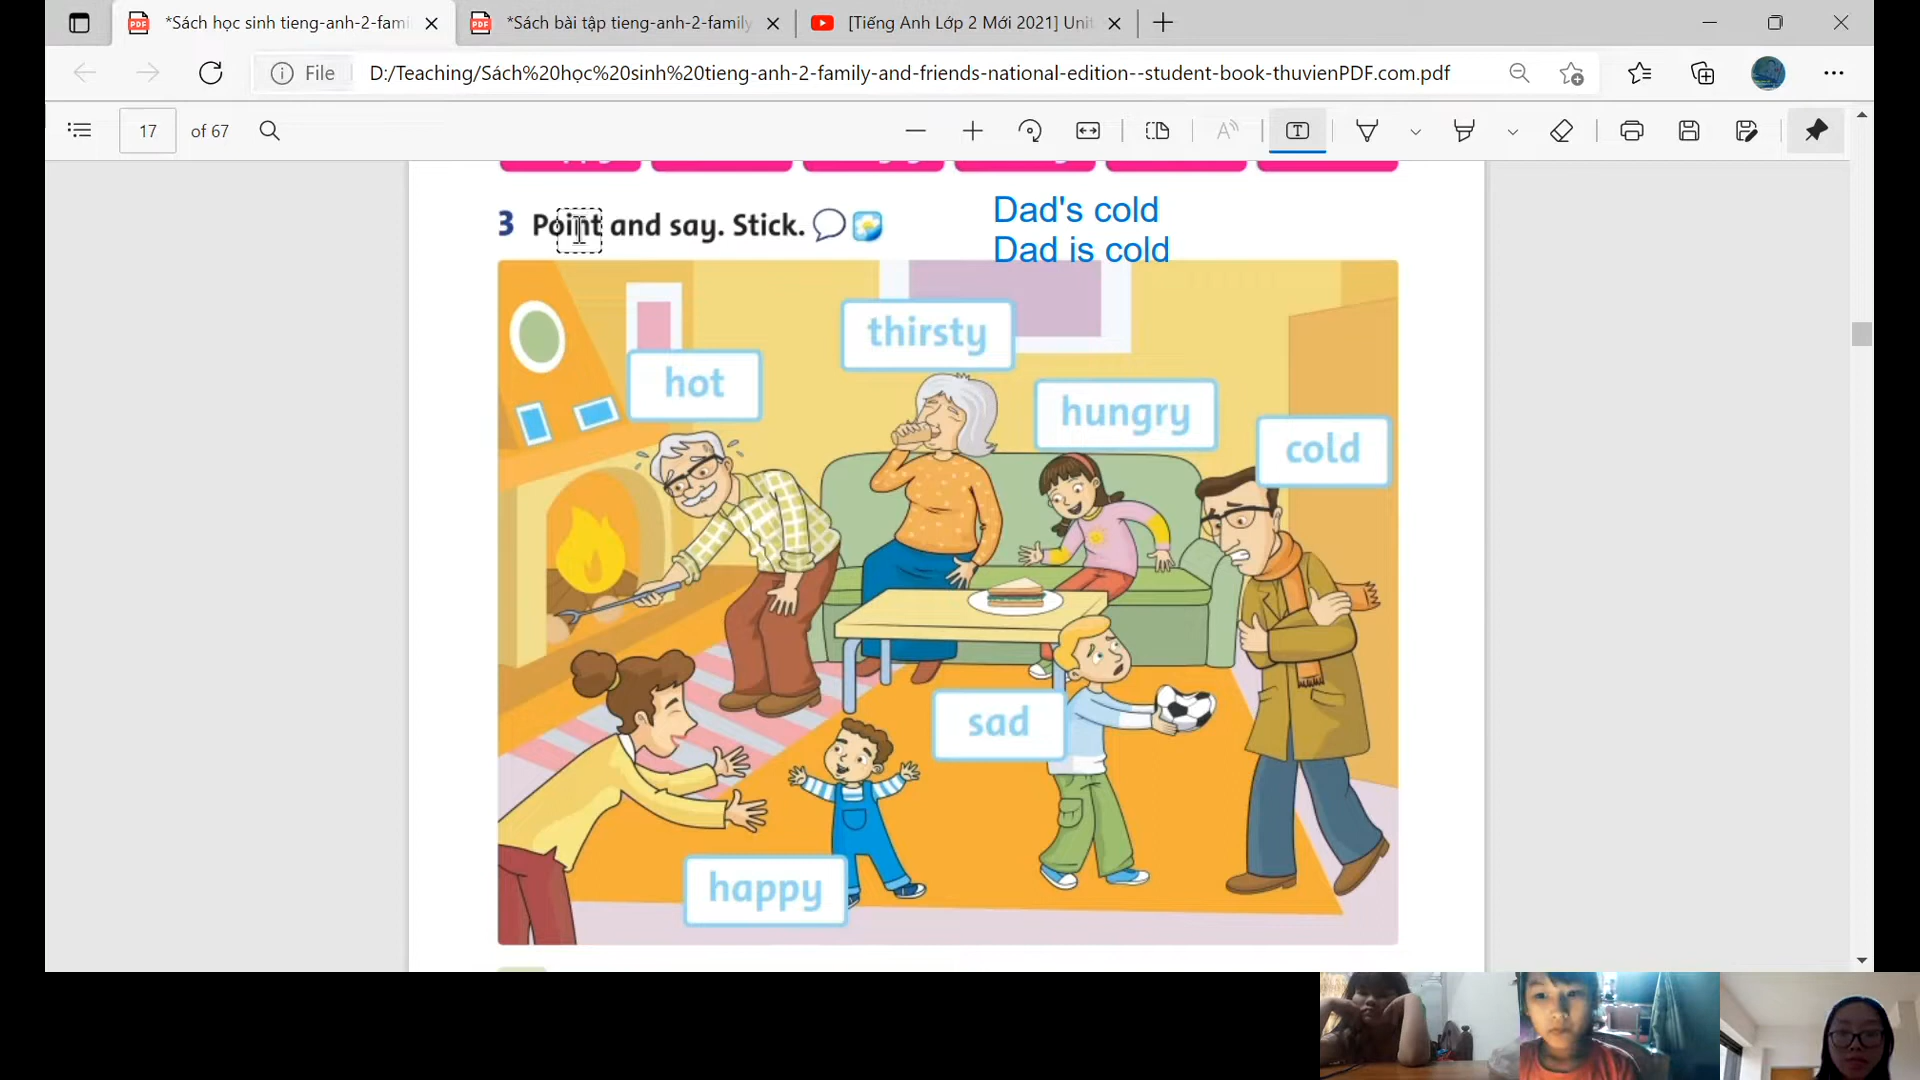 *Sách học sinh tieng-anh-2-fami
*Sách bài tập tieng-anh-2-family
[Tiếng Anh Lớp 2 Mới 2021] Unit
File
D:/Teaching/Sách%20học%20sinh%20tieng-anh-2-family-and-friends-national-edition--student-book-thuvienPDF.com.pdf
17 of 67
3 Point and say. Stick.
Dad's cold
Dad is cold
thirsty
hot
hungry
cold
sad
happy